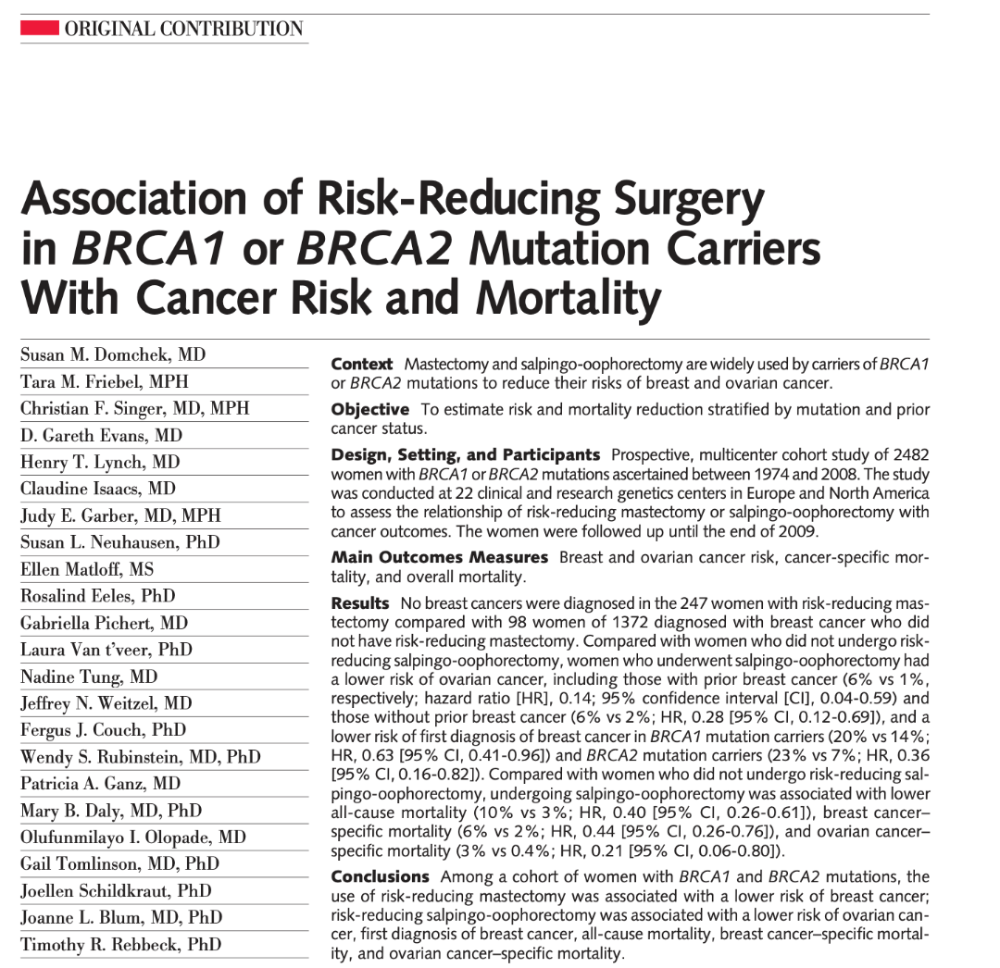 ORIGINAL CONTRIBUTION
Association of Risk-Reducing Surgery
in BRCA1 or BRCA2 Mutation Carriers
With Cancer Risk and Mortality
Susan M. Domchek, MD
Tara M. Friebel, MPH
Christian F. Singer, MD, MPH
D. Gareth Evans, MD
Henry T. Lynch, MD
Claudine Isaacs, MD
Judy E. Garber, MD, MPH
Susan L. Neuhausen, PhD
Ellen Matloff, MS
Rosalind Eeles, PhD
Gabriella Pichert, MD
Laura Van t'veer, PhD
Nadine Tung, MD
Jeffrey N. Weitzel, MD
Fergus J. Couch, PhD
Wendy S. Rubinstein, MD, PhD
Patricia A. Ganz, MD
Mary B. Daly, MD, PhD
Olufunmilayo I. Olopade, MD
Gail Tomlinson, MD, PhD
Joellen Schildkraut, PhD
Joanne L. Blum, MD, PhD
Timothy R. Rebbeck, PhD
Context Mastectomy and salpingo-oophorectomy are widely used by carriers of BRCA1
or BRCA2 mutations to reduce their risks of breast and ovarian cancer.
Objective To estimate risk and mortality reduction stratified by mutation and prior
cancer status.
Design, Setting, and Participants Prospective, multicenter cohort study of 2482
women with BRCA1 or BRCA2 mutations ascertained between 1974 and 2008. The study
was conducted at 22 clinical and research genetics centers in Europe and North America
to assess the relationship of risk-reducing mastectomy or salpingo-oophorectomy with
cancer outcomes. The women were followed up until the end of 2009.
Main Outcomes Measures Breast and ovarian cancer risk, cancer-specific mor-
tality, and overall mortality.
Results No breast cancers were diagnosed in the 247 women with risk-reducing mas-
tectomy compared with 98 women of 1372 diagnosed with breast cancer who did
not have risk-reducing mastectomy. Compared with women who did not undergo risk-
reducing salpingo-oophorectomy, women who underwent salpingo-oophorectomy had
a lower risk of ovarian cancer, including those with prior breast cancer (6% vs 1%,
respectively; hazard ratio [HR], 0.14; 95% confidence interval [CI], 0.04-0.59) and
those without prior breast cancer (6% vs 2%; HR, 0.28 [95% CI, 0.12-0.69]), and a
lower risk of first diagnosis of breast cancer in BRCA1 mutation carriers (20% vs 14%;
HR, 0.63 [95% CI, 0.41-0.96]) and BRCA2 mutation carriers (23% vs 7%; HR, 0.36
[95% CI, 0.16-0.82]). Compared with women who did not undergo risk-reducing sal-
pingo-oophorectomy, undergoing salpingo-oophorectomy was associated with lower
all-cause mortality (10% vs 3%; HR, 0.40 [95% CI, 0.26-0.61]), breast cancer–
specific mortality (6% vs 2%; HR, 0.44 [95% CI, 0.26-0.76]), and ovarian cancer–
specific mortality (3% vs 0.4%; HR, 0.21 [95% CI, 0.06-0.80]).
Conclusions Among a cohort of women with BRCA1 and BRCA2 mutations, the
use of risk-reducing mastectomy was associated with a lower risk of breast cancer;
risk-reducing salpingo-oophorectomy was associated with a lower risk of ovarian can-
cer, first diagnosis of breast cancer, all-cause mortality, breast cancer–specific mortal-
ity, and ovarian cancer–specific mortality.